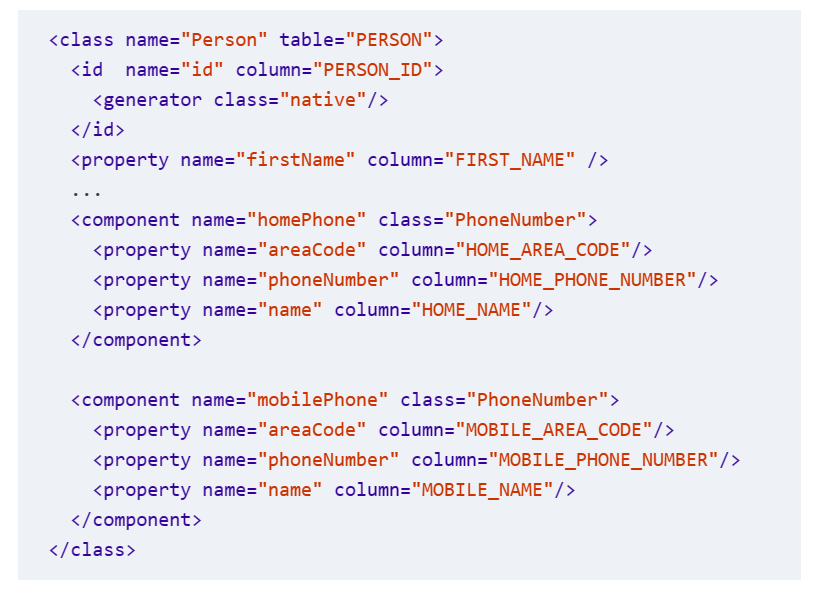 <class name="Person" table="PERSON">
  <id  name="id" column="PERSON_ID">
    <generator class="native"/>
  </id>
  <property name="firstName" column="FIRST_NAME" />
  ...
  <component name="homePhone" class="PhoneNumber">
    <property name="areaCode" column="HOME_AREA_CODE"/>
    <property name="phoneNumber" column="HOME_PHONE_NUMBER"/>
    <property name="name" column="HOME_NAME"/>
  </component>

  <component name="mobilePhone" class="PhoneNumber">
    <property name="areaCode" column="MOBILE_AREA_CODE"/>
    <property name="phoneNumber" column="MOBILE_PHONE_NUMBER"/>
    <property name="name" column="MOBILE_NAME"/>
  </component>
</class>